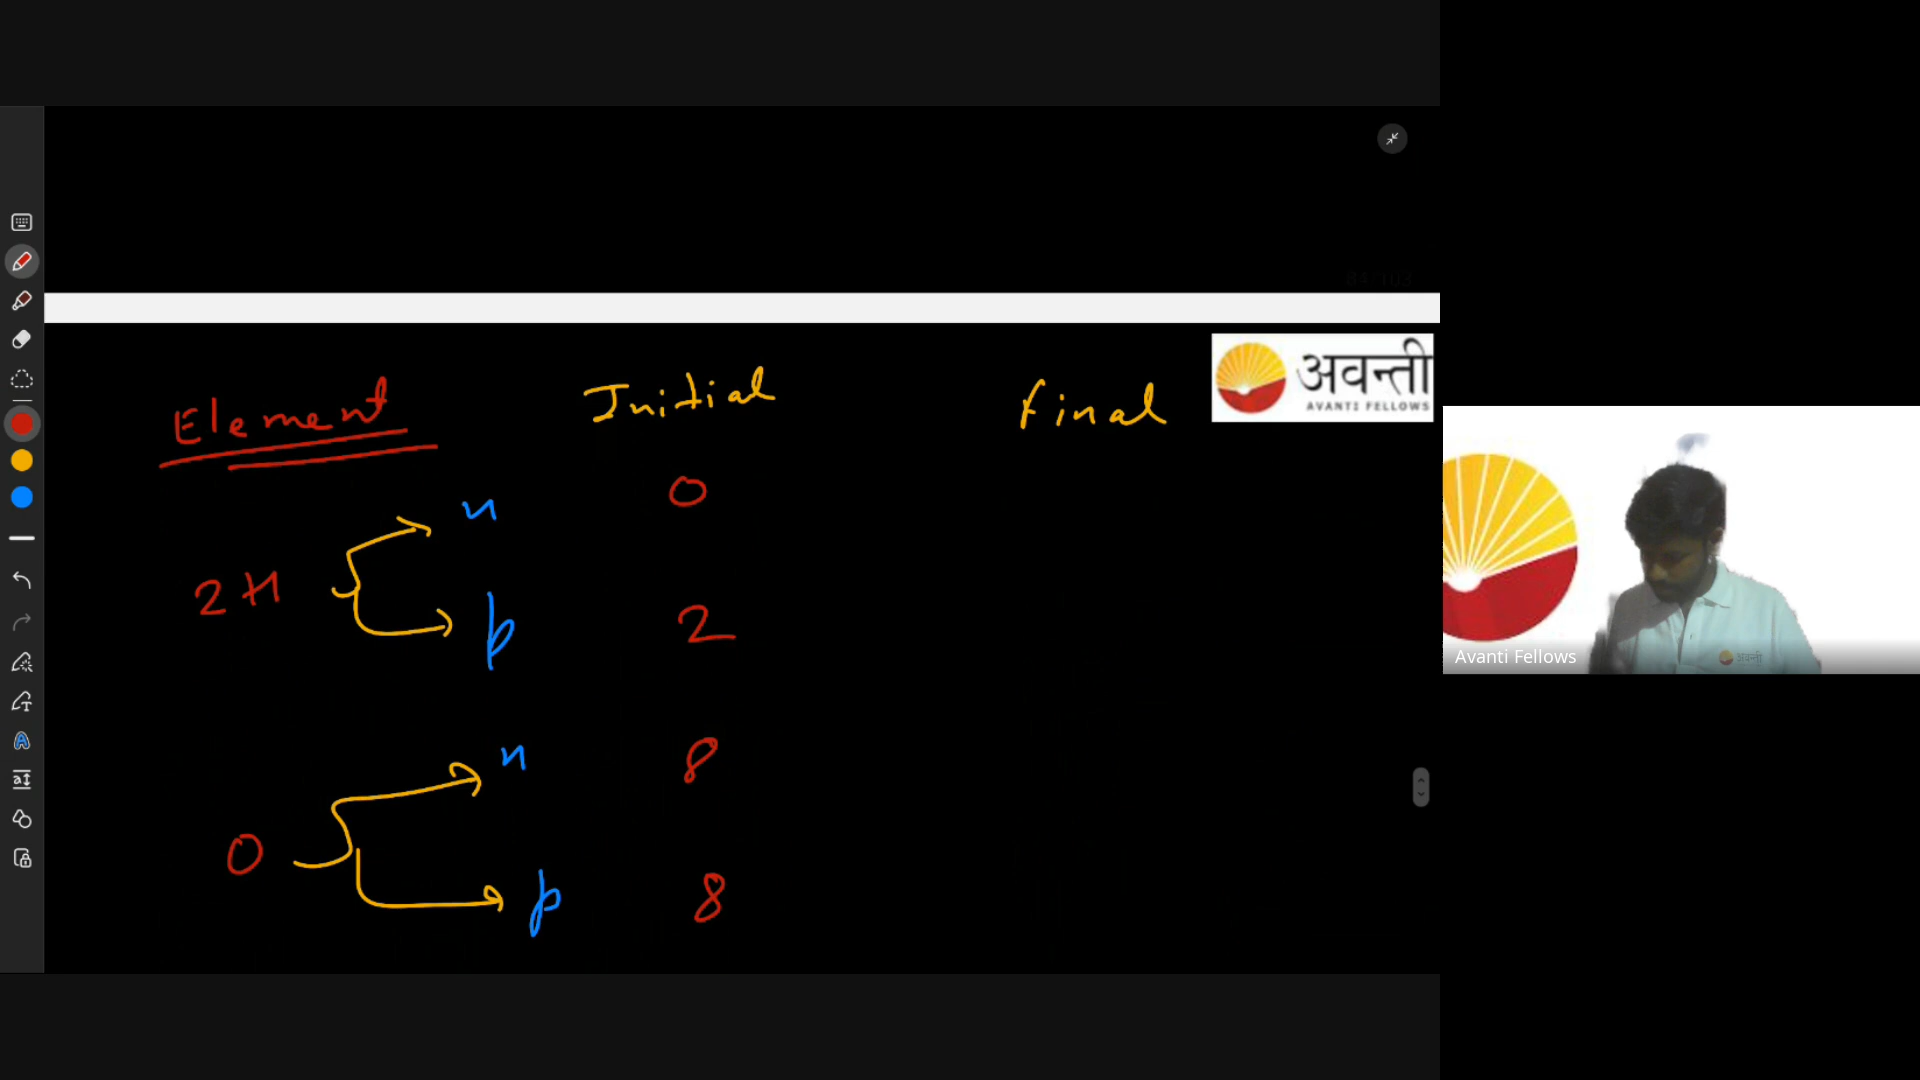 अवन्ती
AVANTI FELLOWS
Element Initial Final
n 0
2H
p 2
n 8
O
p 8
Avanti Fellows